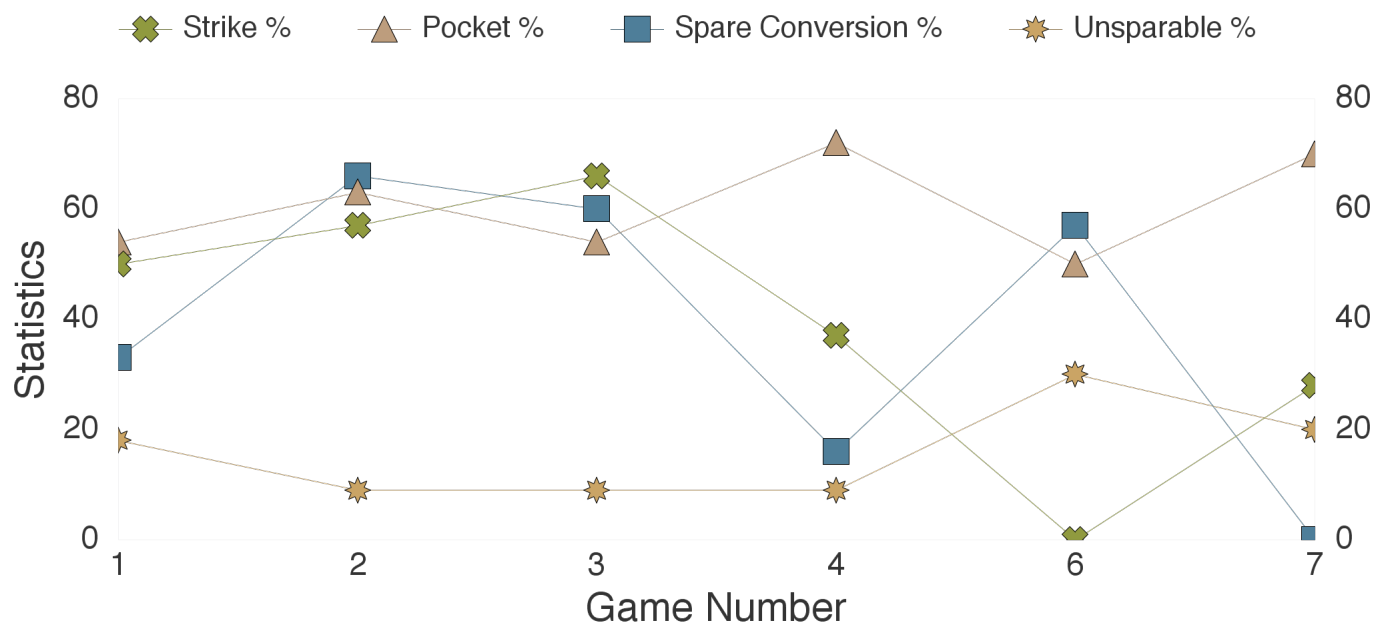 Strike % Pocket % Spare Conversion % Unsparable %
80 80
60 60
40 40
20 20
0 0
Statistics
1 2 3 4 6 7
Game Number